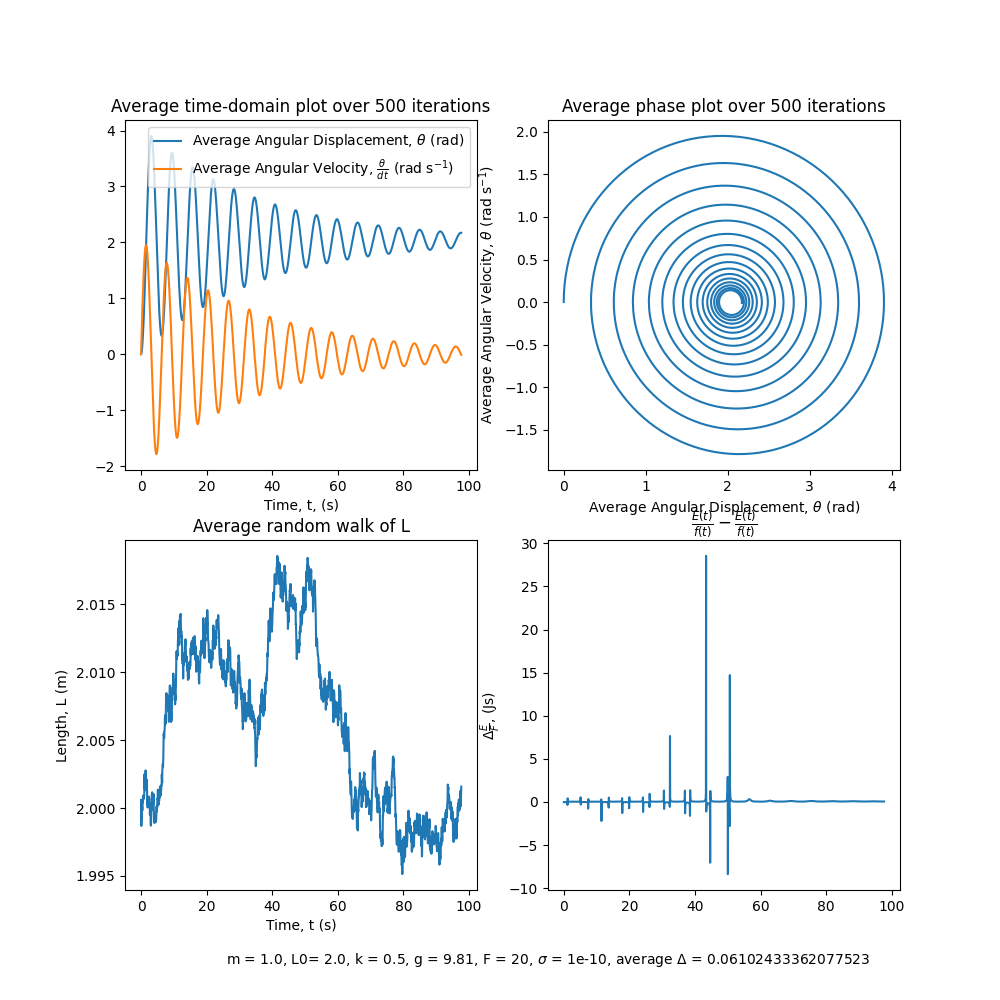 Average time-domain plot over 500 iterations
Average Angular Displacement, θ (rad)
Average Angular Velocity, θ/dt (rad s⁻¹)
4
3
2
1
0
−1
−2
0 20 40 60 80 100
Time, t, (s)
Average phase plot over 500 iterations
Average Angular Velocity, θ (rad s⁻¹)
2.0
1.5
1.0
0.5
0.0
−0.5
−1.0
−1.5
0 1 2 3 4
Average Angular Displacement, θ (rad)
Average random walk of L
Length, L (m)
2.015
2.010
2.005
2.000
1.995
0 20 40 60 80 100
Time, t (s)
E(t)/f(t) − E(t)/f(t)
Δ E/F, (Js)
30
25
20
15
10
5
0
−5
−10
0 20 40 60 80 100
m = 1.0, L0= 2.0, k = 0.5, g = 9.81, F = 20, σ = 1e-10, average Δ = 0.06102433362077523